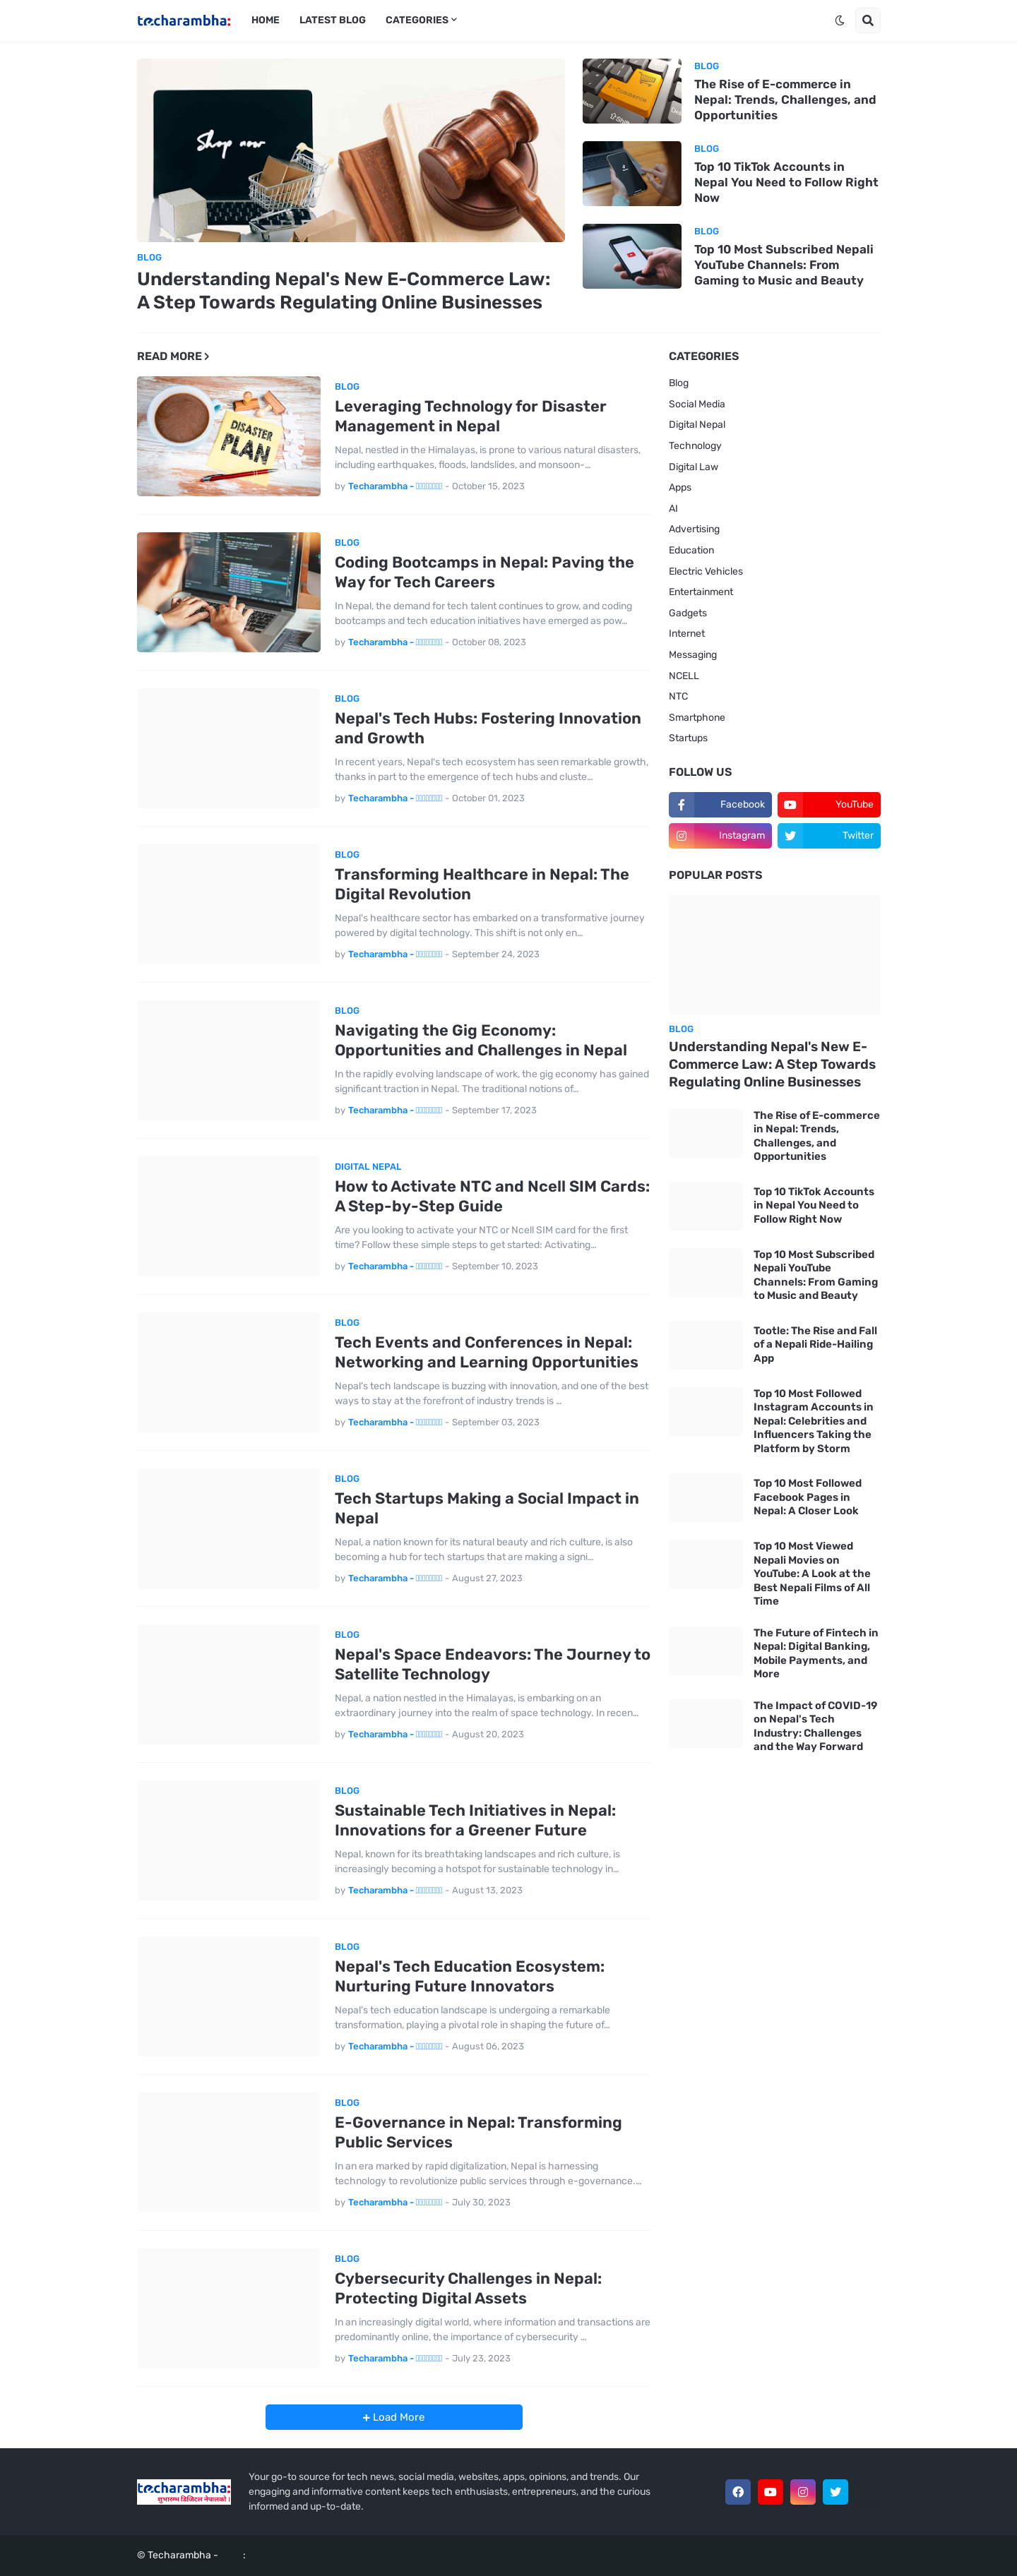 techarambha:
HOME
LATEST BLOG
CATEGORIES
Shop now
BLOG
Understanding Nepal's New E-Commerce Law:
A Step Towards Regulating Online Businesses
E-Commerce
BLOG
The Rise of E-commerce in
Nepal: Trends, Challenges, and
Opportunities
BLOG
Top 10 TikTok Accounts in
Nepal You Need to Follow Right
Now
BLOG
Top 10 Most Subscribed Nepali
YouTube Channels: From
Gaming to Music and Beauty
READ MORE
DISASTER
PLAN
BLOG
Leveraging Technology for Disaster
Management in Nepal
Nepal, nestled in the Himalayas, is prone to various natural disasters,
including earthquakes, floods, landslides, and monsoon-…
by Techarambha - - October 15, 2023
BLOG
Coding Bootcamps in Nepal: Paving the
Way for Tech Careers
In Nepal, the demand for tech talent continues to grow, and coding
bootcamps and tech education initiatives have emerged as pow…
by Techarambha - - October 08, 2023
BLOG
Nepal's Tech Hubs: Fostering Innovation
and Growth
In recent years, Nepal's tech ecosystem has seen remarkable growth,
thanks in part to the emergence of tech hubs and cluste…
by Techarambha - - October 01, 2023
BLOG
Transforming Healthcare in Nepal: The
Digital Revolution
Nepal's healthcare sector has embarked on a transformative journey
powered by digital technology. This shift is not only en…
by Techarambha - - September 24, 2023
BLOG
Navigating the Gig Economy:
Opportunities and Challenges in Nepal
In the rapidly evolving landscape of work, the gig economy has gained
significant traction in Nepal. The traditional notions of…
by Techarambha - - September 17, 2023
DIGITAL NEPAL
How to Activate NTC and Ncell SIM Cards:
A Step-by-Step Guide
Are you looking to activate your NTC or Ncell SIM card for the first
time? Follow these simple steps to get started: Activating…
by Techarambha - - September 10, 2023
BLOG
Tech Events and Conferences in Nepal:
Networking and Learning Opportunities
Nepal's tech landscape is buzzing with innovation, and one of the best
ways to stay at the forefront of industry trends is …
by Techarambha - - September 03, 2023
BLOG
Tech Startups Making a Social Impact in
Nepal
Nepal, a nation known for its natural beauty and rich culture, is also
becoming a hub for tech startups that are making a signi…
by Techarambha - - August 27, 2023
BLOG
Nepal's Space Endeavors: The Journey to
Satellite Technology
Nepal, a nation nestled in the Himalayas, is embarking on an
extraordinary journey into the realm of space technology. In recen…
by Techarambha - - August 20, 2023
BLOG
Sustainable Tech Initiatives in Nepal:
Innovations for a Greener Future
Nepal, known for its breathtaking landscapes and rich culture, is
increasingly becoming a hotspot for sustainable technology in…
by Techarambha - - August 13, 2023
BLOG
Nepal's Tech Education Ecosystem:
Nurturing Future Innovators
Nepal's tech education landscape is undergoing a remarkable
transformation, playing a pivotal role in shaping the future of…
by Techarambha - - August 06, 2023
BLOG
E-Governance in Nepal: Transforming
Public Services
In an era marked by rapid digitalization, Nepal is harnessing
technology to revolutionize public services through e-governance.…
by Techarambha - - July 30, 2023
BLOG
Cybersecurity Challenges in Nepal:
Protecting Digital Assets
In an increasingly digital world, where information and transactions are
predominantly online, the importance of cybersecurity …
by Techarambha - - July 23, 2023
Load More
CATEGORIES
Blog
Social Media
Digital Nepal
Technology
Digital Law
Apps
AI
Advertising
Education
Electric Vehicles
Entertainment
Gadgets
Internet
Messaging
NCELL
NTC
Smartphone
Startups
FOLLOW US
Facebook
YouTube
Instagram
Twitter
POPULAR POSTS
BLOG
Understanding Nepal's New E-
Commerce Law: A Step Towards
Regulating Online Businesses
The Rise of E-commerce
in Nepal: Trends,
Challenges, and
Opportunities
Top 10 TikTok Accounts
in Nepal You Need to
Follow Right Now
Top 10 Most Subscribed
Nepali YouTube
Channels: From Gaming
to Music and Beauty
Tootle: The Rise and Fall
of a Nepali Ride-Hailing
App
Top 10 Most Followed
Instagram Accounts in
Nepal: Celebrities and
Influencers Taking the
Platform by Storm
Top 10 Most Followed
Facebook Pages in
Nepal: A Closer Look
Top 10 Most Viewed
Nepali Movies on
YouTube: A Look at the
Best Nepali Films of All
Time
The Future of Fintech in
Nepal: Digital Banking,
Mobile Payments, and
More
The Impact of COVID-19
on Nepal's Tech
Industry: Challenges
and the Way Forward
techarambha:
शुभारम्भ डिजिटल नेपालको।
Your go-to source for tech news, social media, websites, apps, opinions, and trends. Our
engaging and informative content keeps tech enthusiasts, entrepreneurs, and the curious
informed and up-to-date.
© Techarambha - :